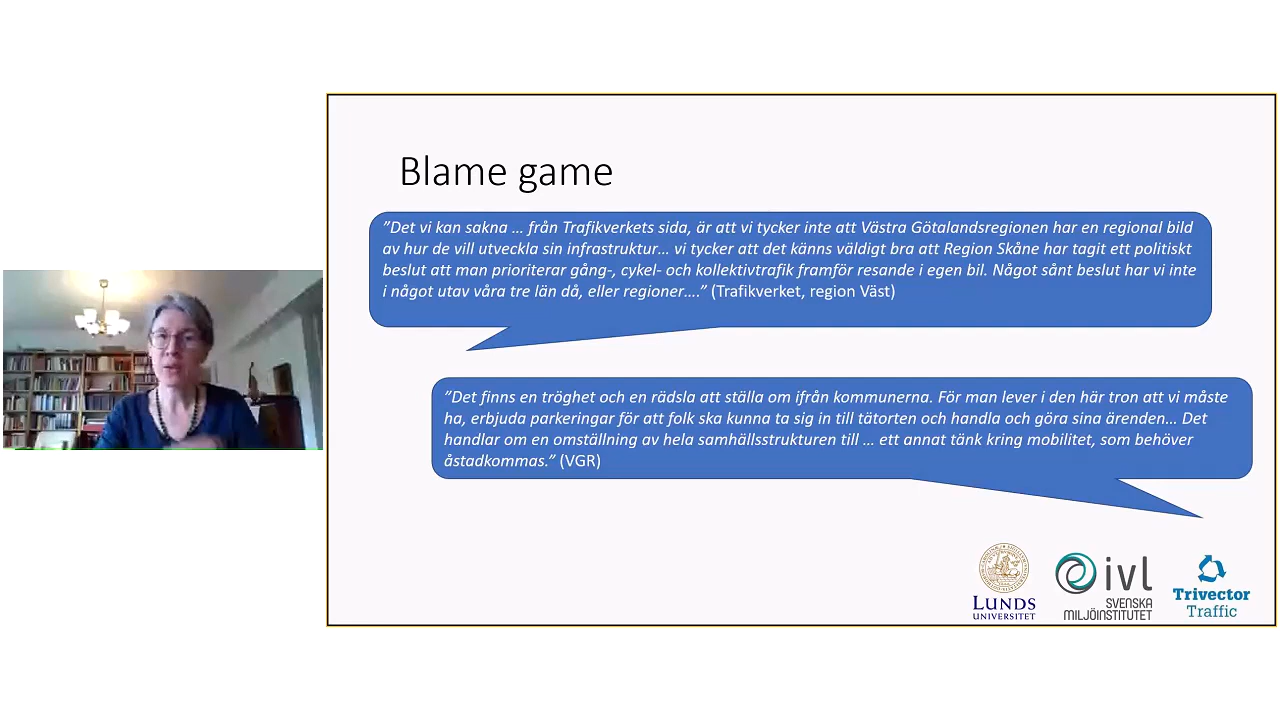 Blame game
”Det vi kan sakna … från Trafikverkets sida, är att vi tycker inte att Västra Götalandsregionen har en regional bild
av hur de vill utveckla sin infrastruktur… vi tycker att det känns väldigt bra att Region Skåne har tagit ett politiskt
beslut att man prioriterar gång-, cykel- och kollektivtrafik framför resande i egen bil. Något sånt beslut har vi inte
i något utav våra tre län då, eller regioner….” (Trafikverket, region Väst)
”Det finns en tröghet och en rädsla att ställa om ifrån kommunerna. För man lever i den här tron att vi måste
ha, erbjuda parkeringar för att folk ska kunna ta sig in till tätorten och handla och göra sina ärenden… Det
handlar om en omställning av hela samhällsstrukturen till … ett annat tänk kring mobilitet, som behöver
åstadkommas.” (VGR)
LUNDS
UNIVERSITET
ivl
SVENSKA
MILJÖINSTITUTET
Trivector
Traffic